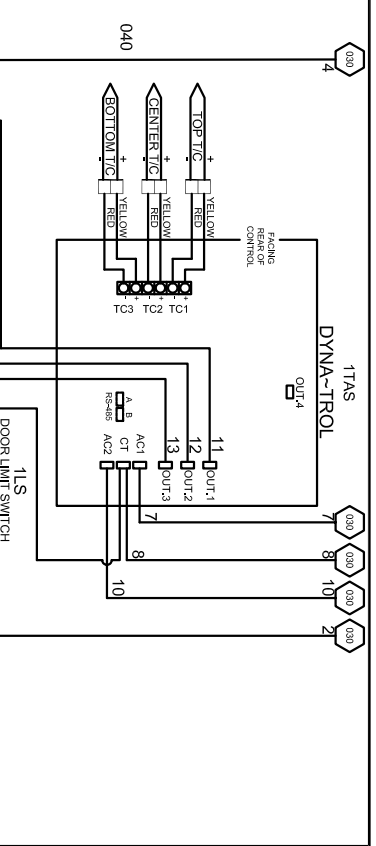 040
030
4
TOP T/C
+
-
YELLOW
RED
CENTER T/C
+
-
YELLOW
RED
BOTTOM T/C
+
-
YELLOW
RED
FACING
REAR OF
CONTROL
1TAS
DYNA~TROL
OUT.4
+
-
+
-
+
-
TC3 TC2 TC1
A B
RS-485
11
OUT.1
12
OUT.2
13
OUT.3
AC1
CT
AC2
7
8
10
7
030
8
030
10
030
2
030
1LS
DOOR LIMIT SWITCH